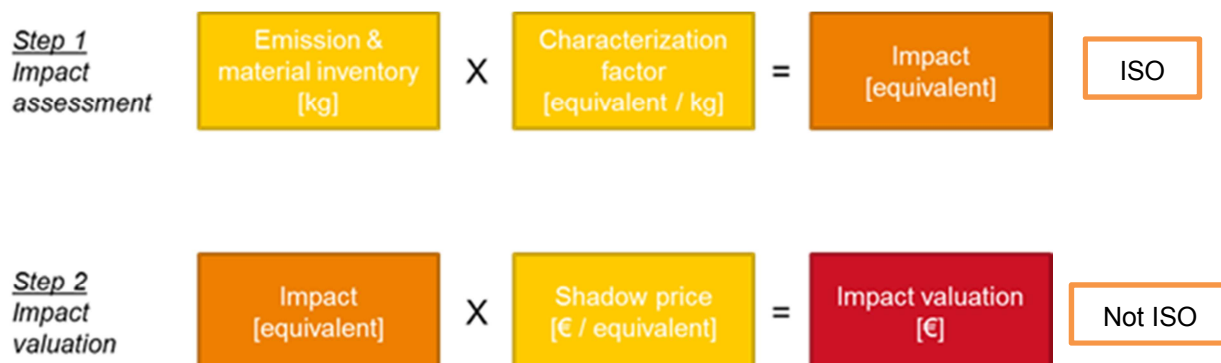 Step 1
Impact
assessment
Emission &
material inventory
[kg]
X
Characterization
factor
[equivalent / kg]
=
Impact
[equivalent]
ISO
Step 2
Impact
valuation
Impact
[equivalent]
X
Shadow price
[€ / equivalent]
=
Impact valuation
[€]
Not ISO